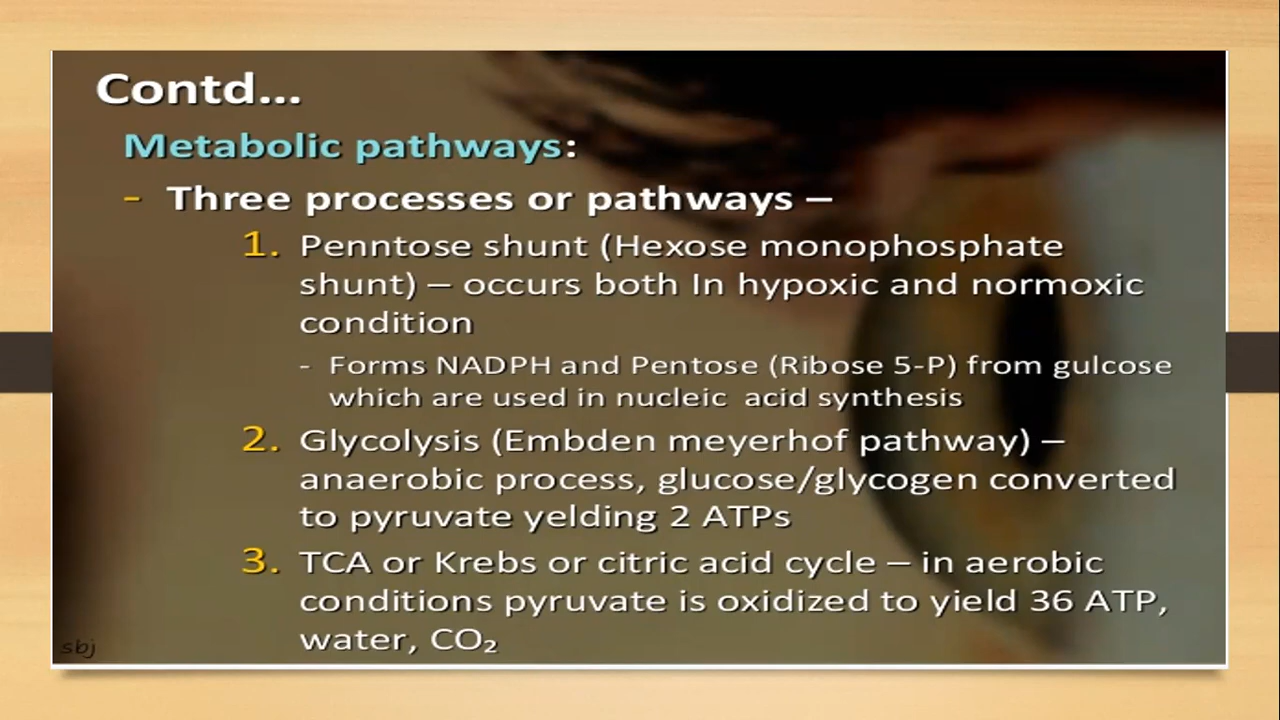 Contd...
Metabolic pathways:
- Three processes or pathways –
1. Penntose shunt (Hexose monophosphate
shunt) – occurs both In hypoxic and normoxic
condition
- Forms NADPH and Pentose (Ribose 5-P) from gulcose
which are used in nucleic acid synthesis
2. Glycolysis (Embden meyerhof pathway) –
anaerobic process, glucose/glycogen converted
to pyruvate yelding 2 ATPs
3. TCA or Krebs or citric acid cycle – in aerobic
conditions pyruvate is oxidized to yield 36 ATP,
water, CO₂
sbj